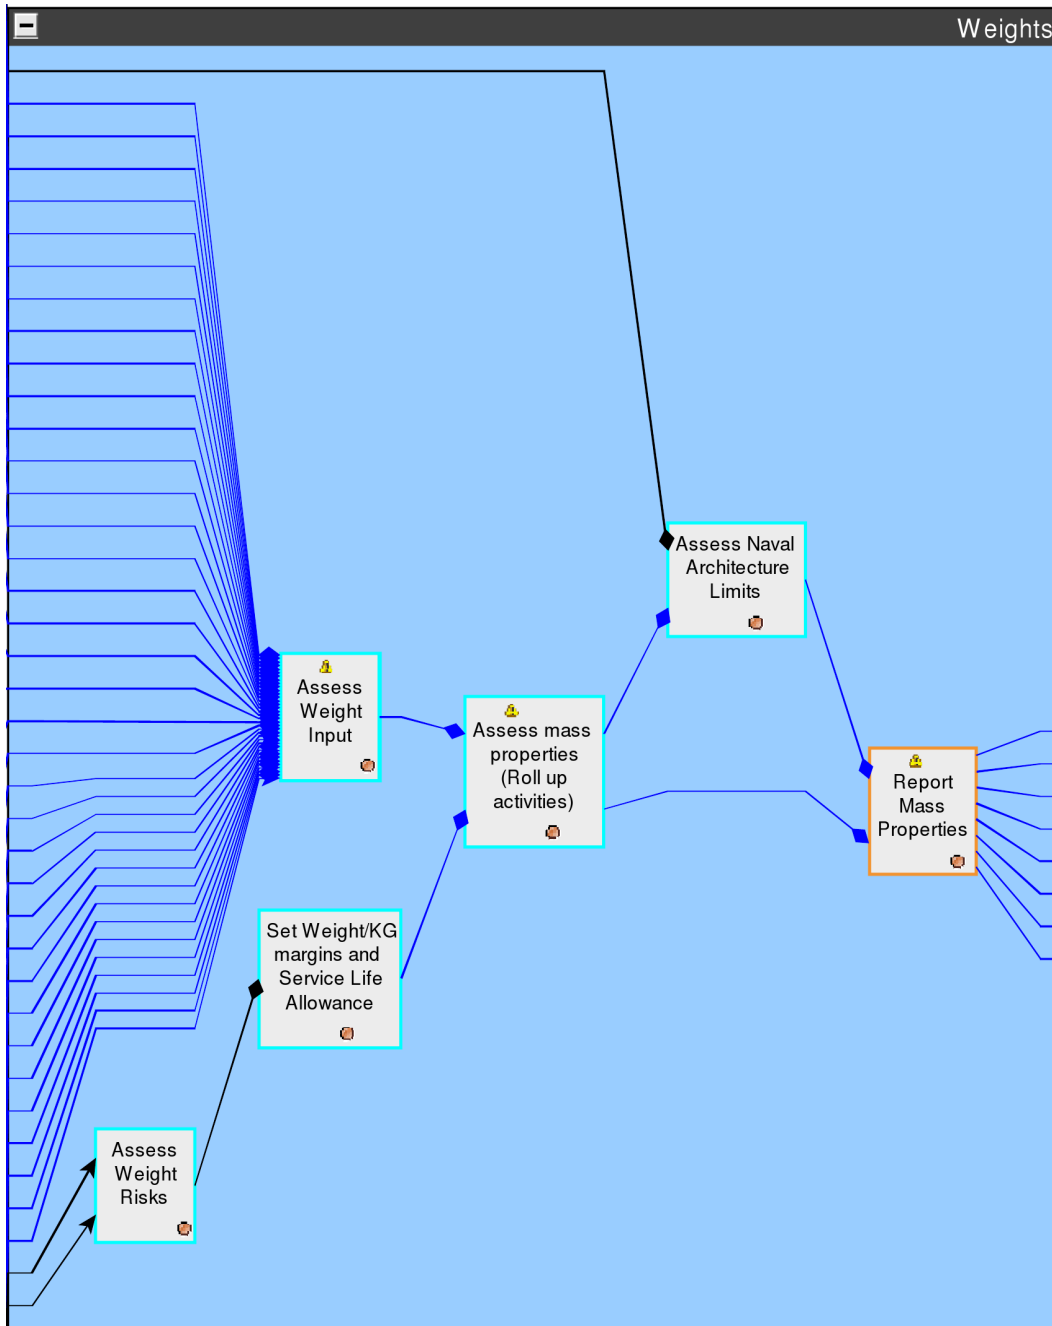 Weights
Assess Naval
Architecture
Limits
Assess
Weight
Input
Assess mass
properties
(Roll up
activities)
Report
Mass
Properties
Set Weight/KG
margins and
Service Life
Allowance
Assess
Weight
Risks